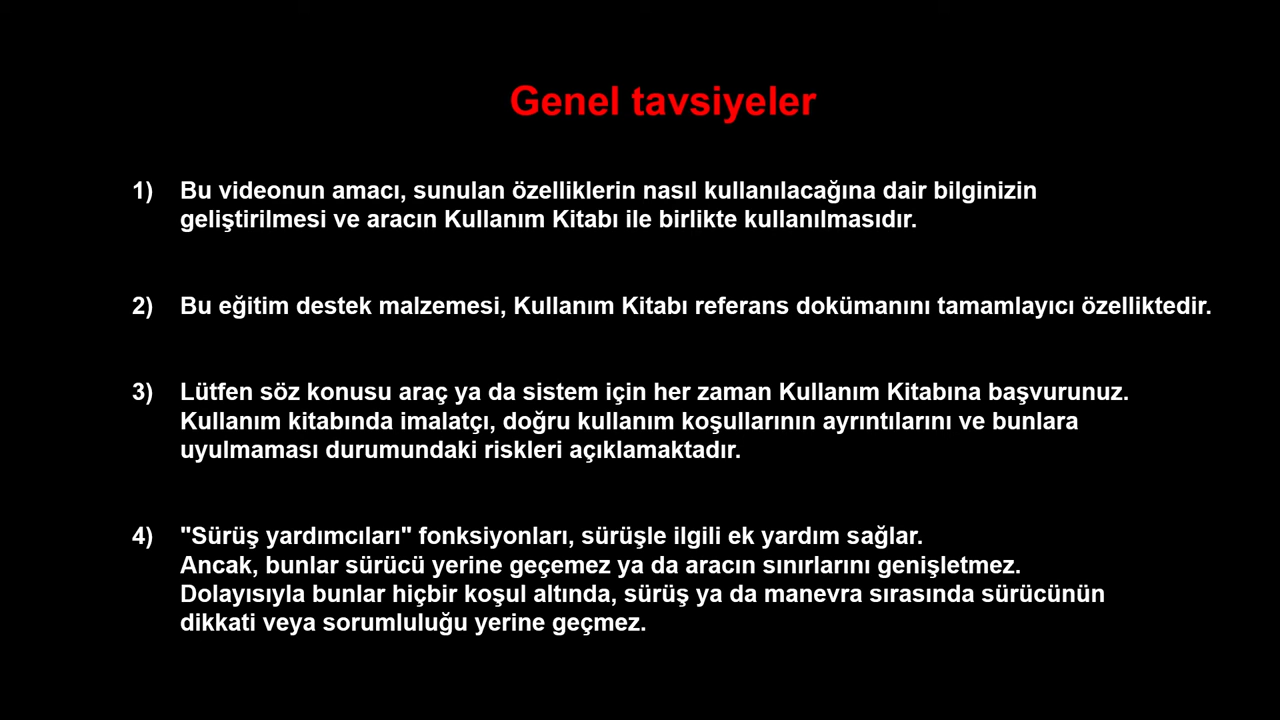 Genel tavsiyeler
1) Bu videonun amacı, sunulan özelliklerin nasıl kullanılacağına dair bilginizin
geliştirilmesi ve aracın Kullanım Kitabı ile birlikte kullanılmasıdır.
2) Bu eğitim destek malzemesi, Kullanım Kitabı referans dokümanını tamamlayıcı özelliktedir.
3) Lütfen söz konusu araç ya da sistem için her zaman Kullanım Kitabına başvurunuz.
Kullanım kitabında imalatçı, doğru kullanım koşullarının ayrıntılarını ve bunlara
uyulmaması durumundaki riskleri açıklamaktadır.
4) "Sürüş yardımcıları" fonksiyonları, sürüşle ilgili ek yardım sağlar.
Ancak, bunlar sürücü yerine geçemez ya da aracın sınırlarını genişletmez.
Dolayısıyla bunlar hiçbir koşul altında, sürüş ya da manevra sırasında sürücünün
dikkati veya sorumluluğu yerine geçmez.